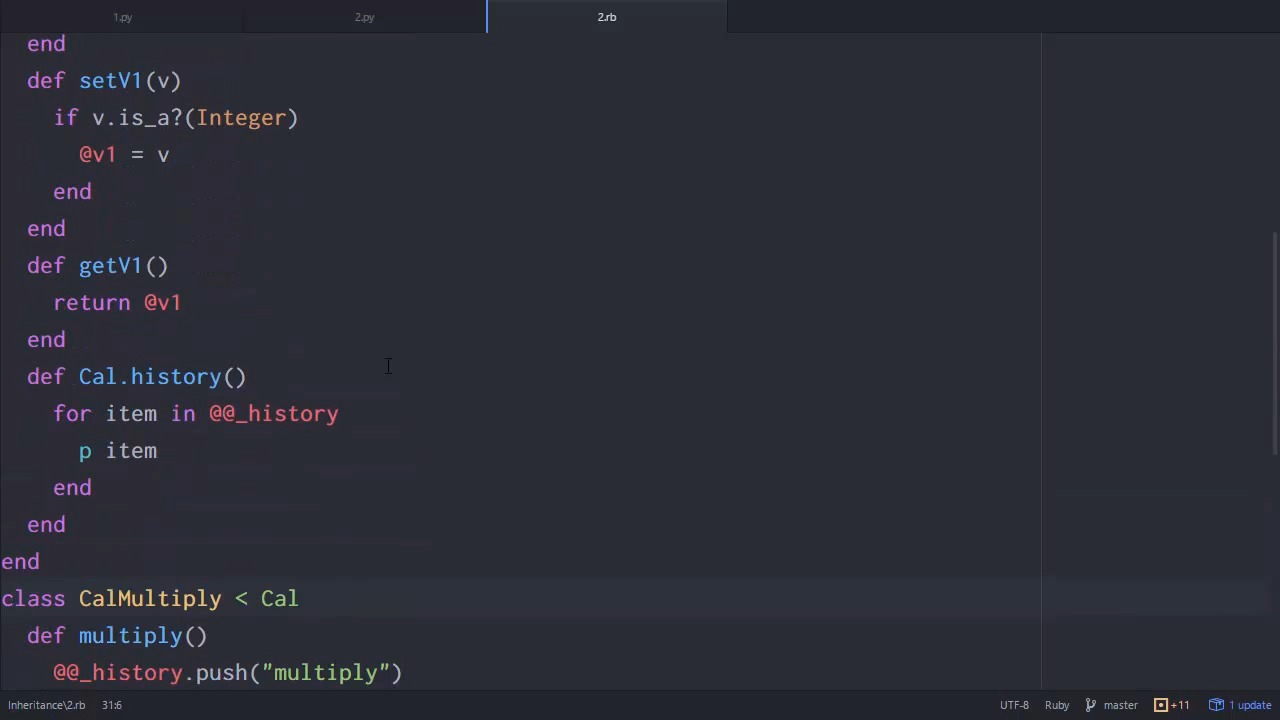 1.py 2.py 2.rb
  end
  def setV1(v)
    if v.is_a?(Integer)
      @v1 = v
    end
  end
  def getV1()
    return @v1
  end
  def Cal.history()
    for item in @@_history
      p item
    end
  end
end
class CalMultiply < Cal
  def multiply()
    @@_history.push("multiply")
Inheritance\2.rb 31:6 UTF-8 Ruby master +11 1 update